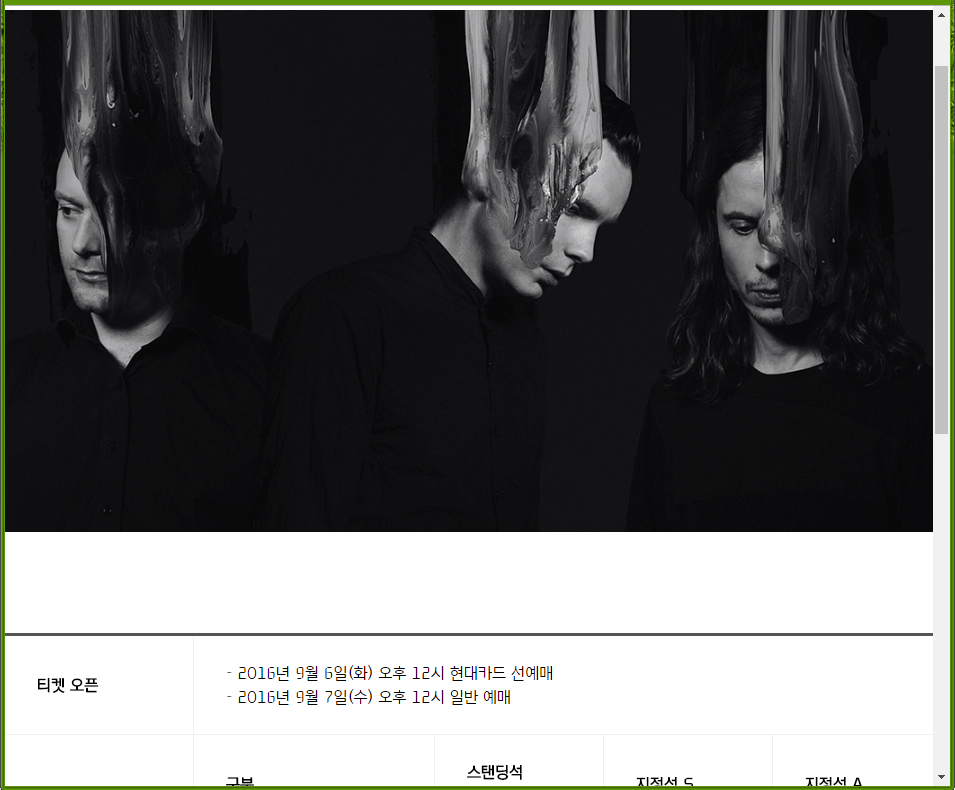 티켓 오픈
- 2016년 9월 6일(화) 오후 12시 현대카드 선예매
- 2016년 9월 7일(수) 오후 12시 일반 예매
구분
스탠딩석
지정석 S
지정석 A